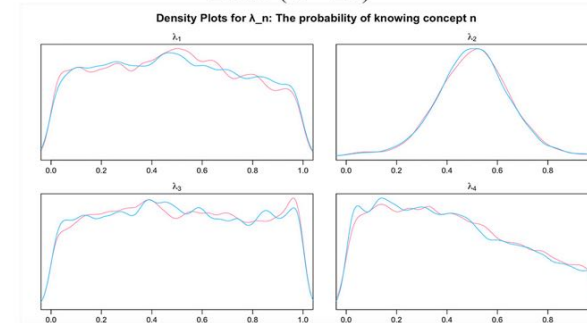 Density Plots for λ_n: The probability of knowing concept n
λ₁
0.0 0.2 0.4 0.6 0.8 1.0
λ₂
0.0 0.2 0.4 0.6 0.8
λ₃
0.0 0.2 0.4 0.6 0.8 1.0
λ₄
0.0 0.2 0.4 0.6 0.8